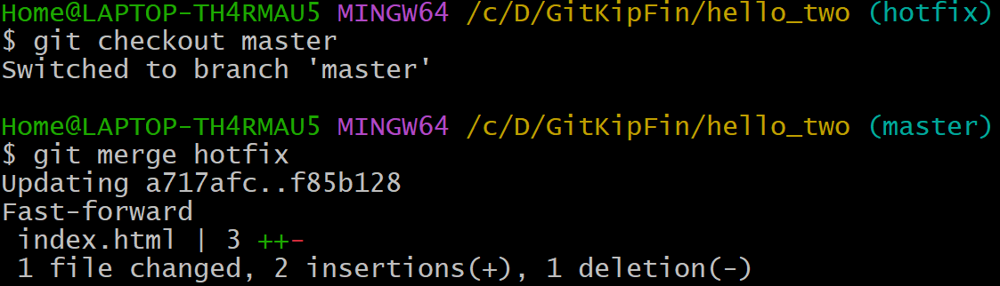 Home@LAPTOP-TH4RMAU5 MINGW64 /c/D/GitKipFin/hello_two (hotfix)
$ git checkout master
Switched to branch 'master'
Home@LAPTOP-TH4RMAU5 MINGW64 /c/D/GitKipFin/hello_two (master)
$ git merge hotfix
Updating a717afc..f85b128
Fast-forward
 index.html | 3 ++-
 1 file changed, 2 insertions(+), 1 deletion(-)